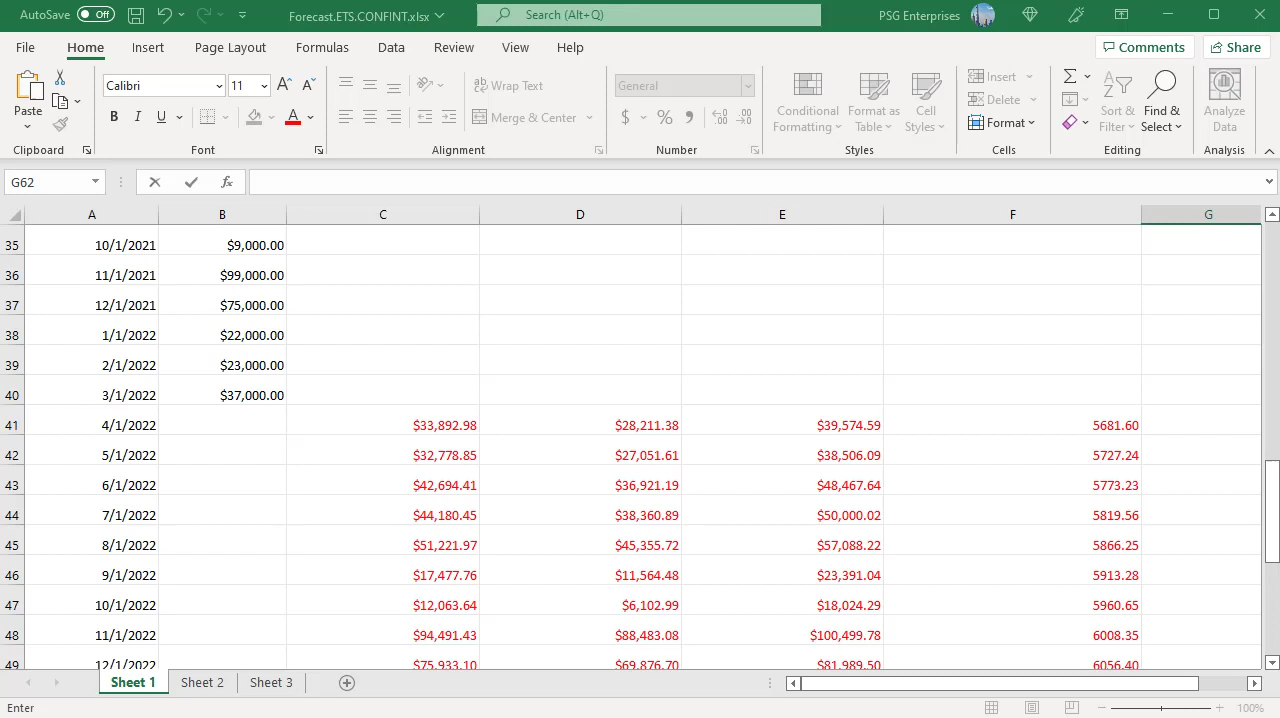 AutoSave Off Forecast.ETS.CONFINT.xlsx Search (Alt+Q) PSG Enterprises
File Home Insert Page Layout Formulas Data Review View Help Comments Share
Paste
Clipboard
Calibri 11
B I U A
Font
ab Wrap Text
Merge & Center
Alignment
General
$ % 9 .00
Number
Conditional Formatting
Format as Table
Cell Styles
Styles
Insert
Delete
Format
Cells
Sort & Filter
Find & Select
Editing
Analyze Data
Analysis
G62 fx
A B C D E F G
35 10/1/2021 $9,000.00
36 11/1/2021 $99,000.00
37 12/1/2021 $75,000.00
38 1/1/2022 $22,000.00
39 2/1/2022 $23,000.00
40 3/1/2022 $37,000.00
41 4/1/2022 $33,892.98 $28,211.38 $39,574.59 5681.60
42 5/1/2022 $32,778.85 $27,051.61 $38,506.09 5727.24
43 6/1/2022 $42,694.41 $36,921.19 $48,467.64 5773.23
44 7/1/2022 $44,180.45 $38,360.89 $50,000.02 5819.56
45 8/1/2022 $51,221.97 $45,355.72 $57,088.22 5866.25
46 9/1/2022 $17,477.76 $11,564.48 $23,391.04 5913.28
47 10/1/2022 $12,063.64 $6,102.99 $18,024.29 5960.65
48 11/1/2022 $94,491.43 $88,483.08 $100,499.78 6008.35
49 12/1/2022 $75,933.10 $69,876.70 $81,989.50 6056.40
Sheet 1 Sheet 2 Sheet 3
Enter 100%